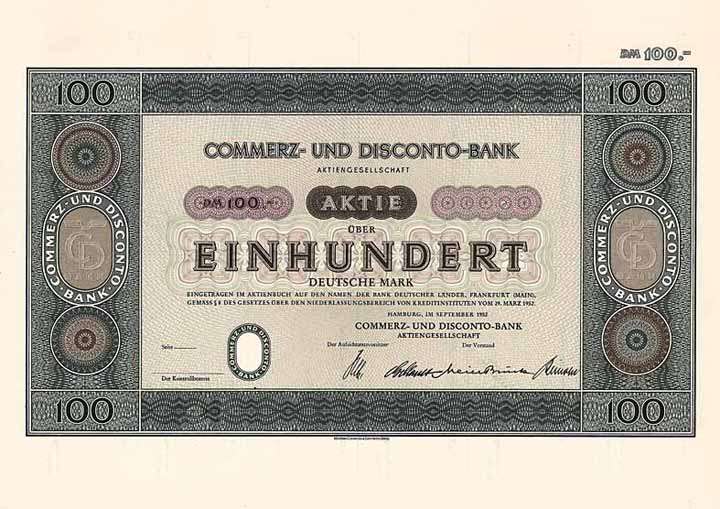 DM 100.-
100 100
COMMERZ- UND DISCONTO-BANK
AKTIENGESELLSCHAFT
DM 100.- AKTIE
ÜBER
COMMERZ- UND DISCONTO-BANK
CD
COMMERZ- UND DISCONTO-BANK
CD
EINHUNDERT
DEUTSCHE MARK
EINGETRAGEN IM AKTIENBUCH AUF DEN NAMEN DER BANK DEUTSCHER LÄNDER, FRANKFURT (MAIN),
GEMÄSS § 8 DES GESETZES ÜBER DEN NIEDERLASSUNGSBEREICH VON KREDITINSTITUTEN VOM 29. MÄRZ 1952.
HAMBURG, IM SEPTEMBER 1952
COMMERZ- UND DISCONTO-BANK
AKTIENGESELLSCHAFT
Seite
Der Aufsichtsratsvorsitzer Der Vorstand
COMMERZ- UND DISCONTO-BANK
Der Kontrollbeamte
100 100